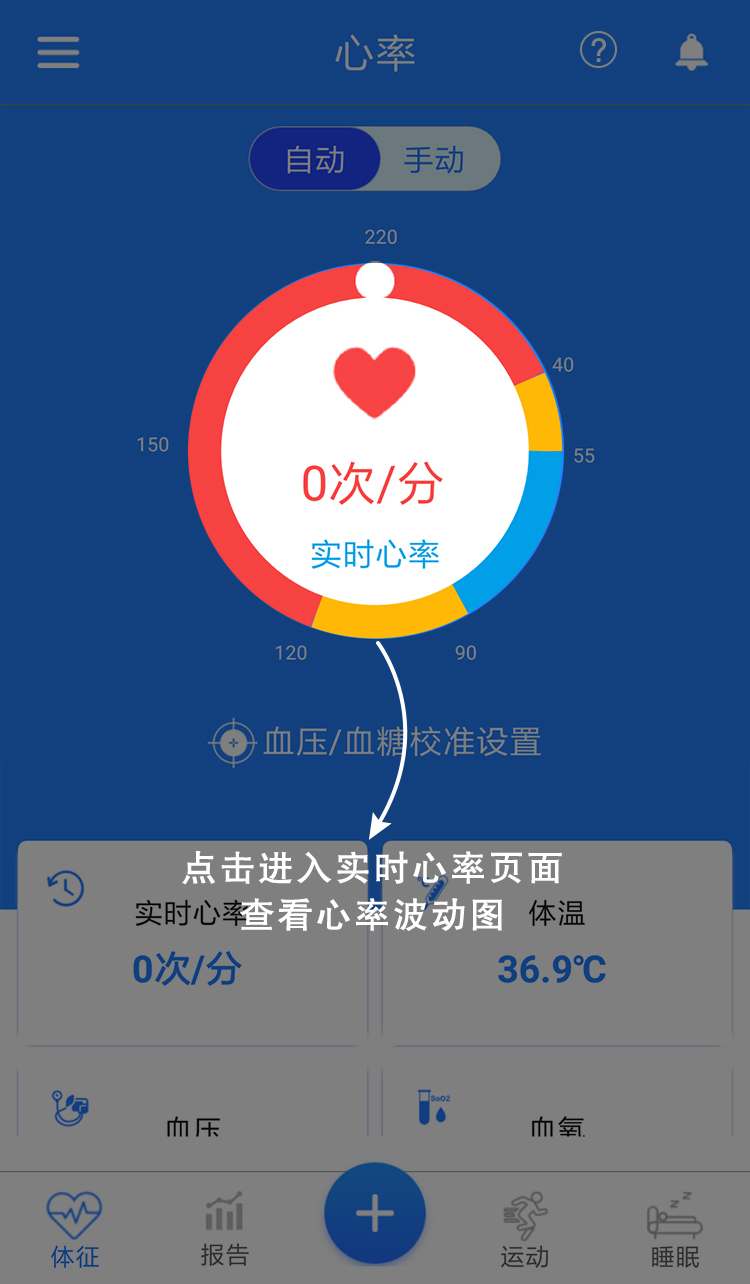 心率
?
自动 手动
220
40
150
55
0次/分
实时心率
120
90
血压/血糖校准设置
点击进入实时心率页面
查看心率波动图
实时心率
体温
0次/分
36.9℃
SaO2
血压
血氧
体征
报告
运动
z z
睡眠